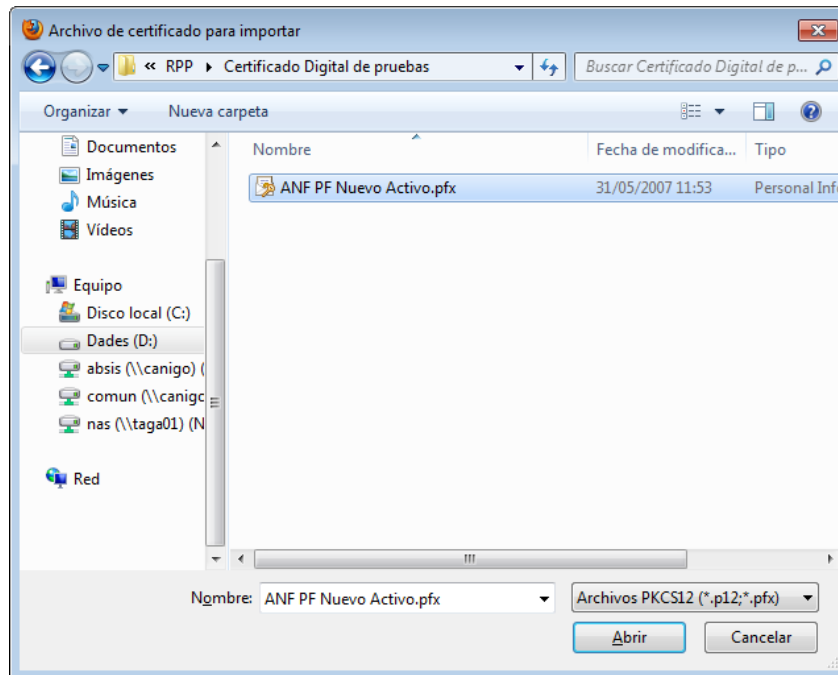 Archivo de certificado para importar
« RPP ▸ Certificado Digital de pruebas
Buscar Certificado Digital de p...
Organizar ▾ Nueva carpeta
Documentos
Imágenes
Música
Vídeos
Equipo
Disco local (C:)
Dades (D:)
absis (\\canigo) (
comun (\\canigo
nas (\\taga01) (N
Red
Nombre Fecha de modifica... Tipo
ANF PF Nuevo Activo.pfx 31/05/2007 11:53 Personal Inf
Nombre: ANF PF Nuevo Activo.pfx Archivos PKCS12 (*.p12;*.pfx)
Abrir Cancelar